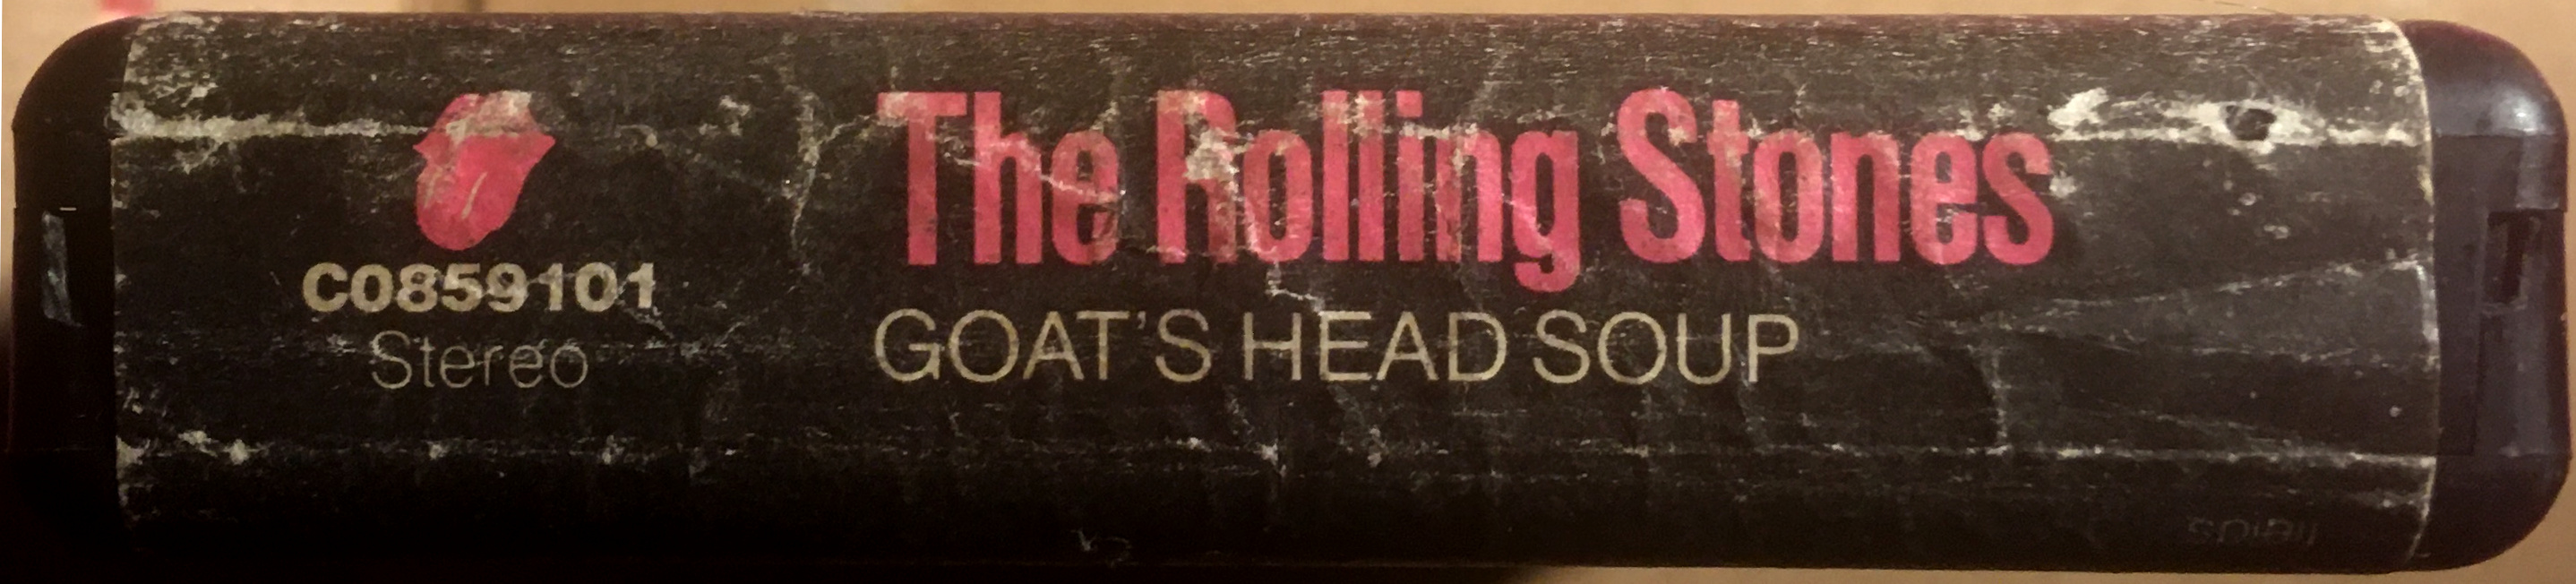 C0859101
Stereo
The Rolling Stones
GOAT'S HEAD SOUP